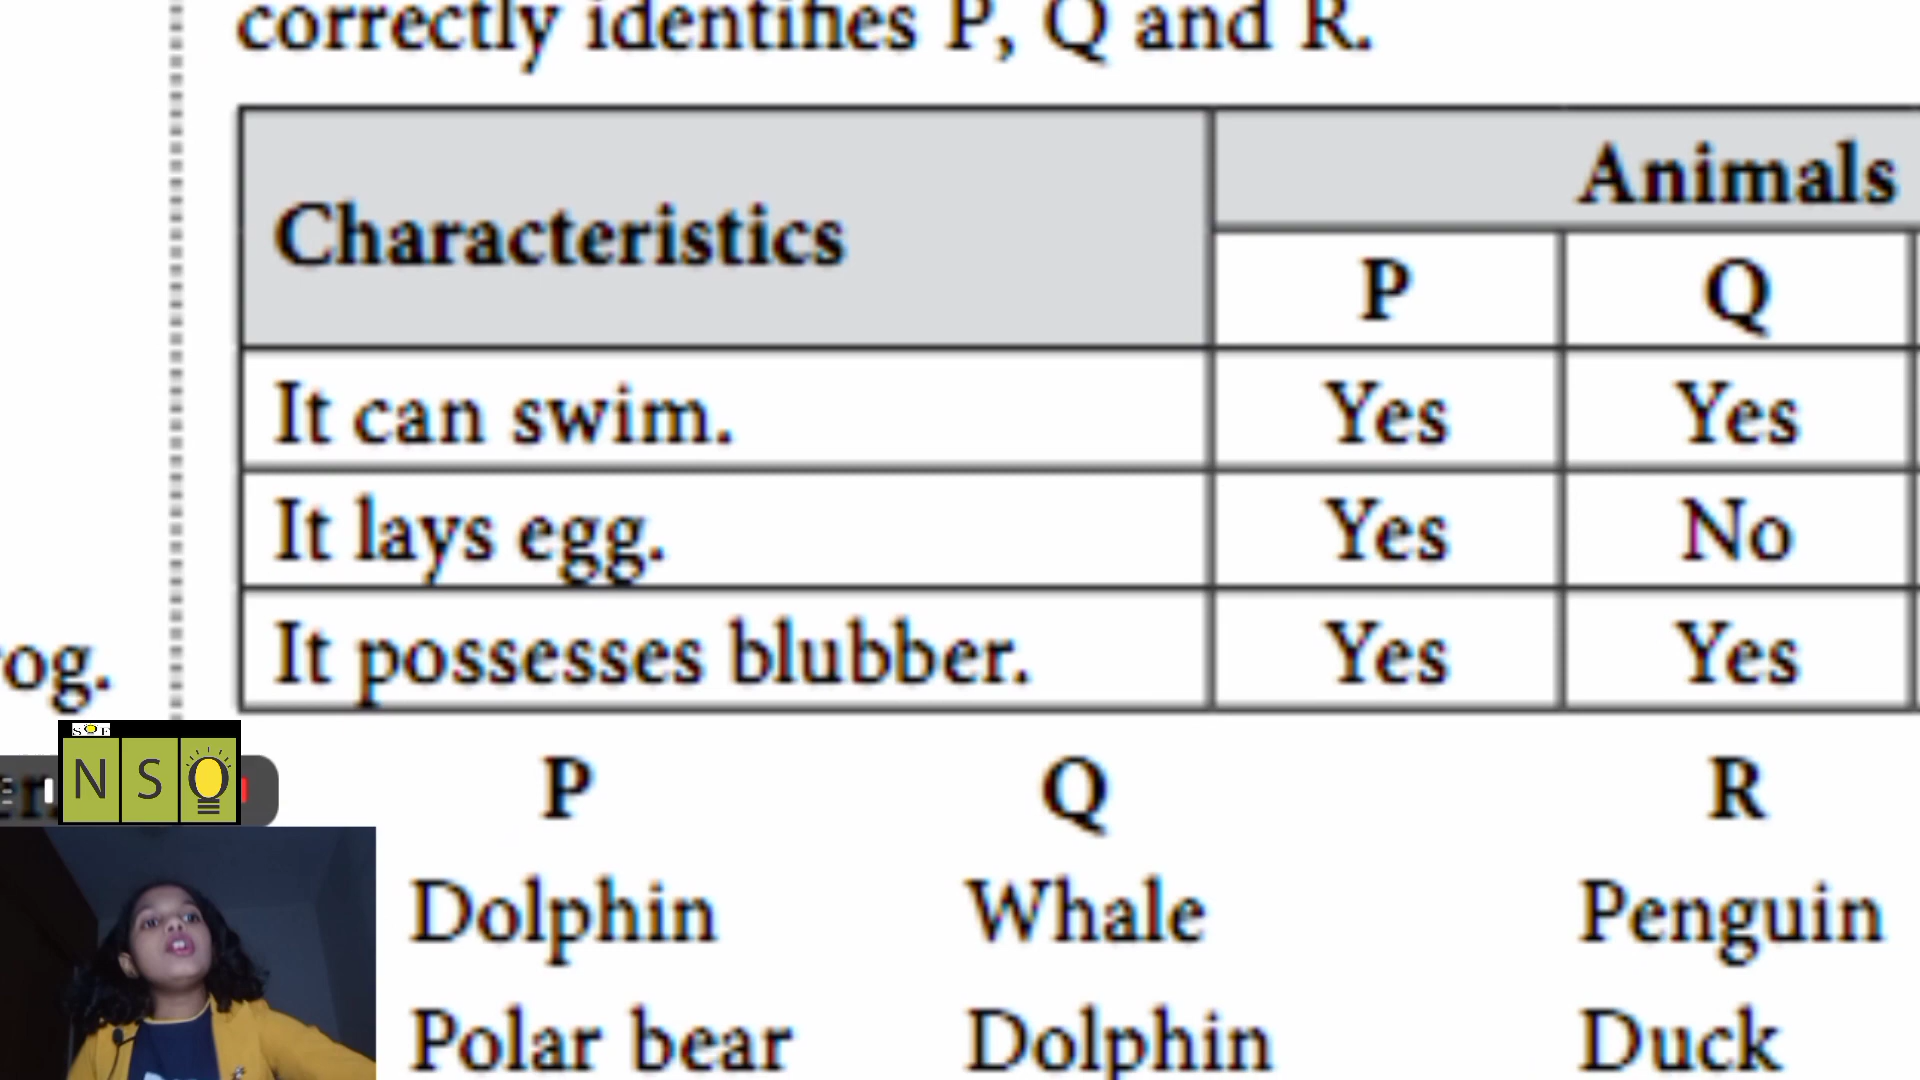 correctly identifies P, Q and R.
Characteristics
Animals
P Q
It can swim. Yes Yes
It lays egg. Yes No
It possesses blubber. Yes Yes
og.
SOF
N S
P Q R
Dolphin Whale Penguin
Polar bear Dolphin Duck